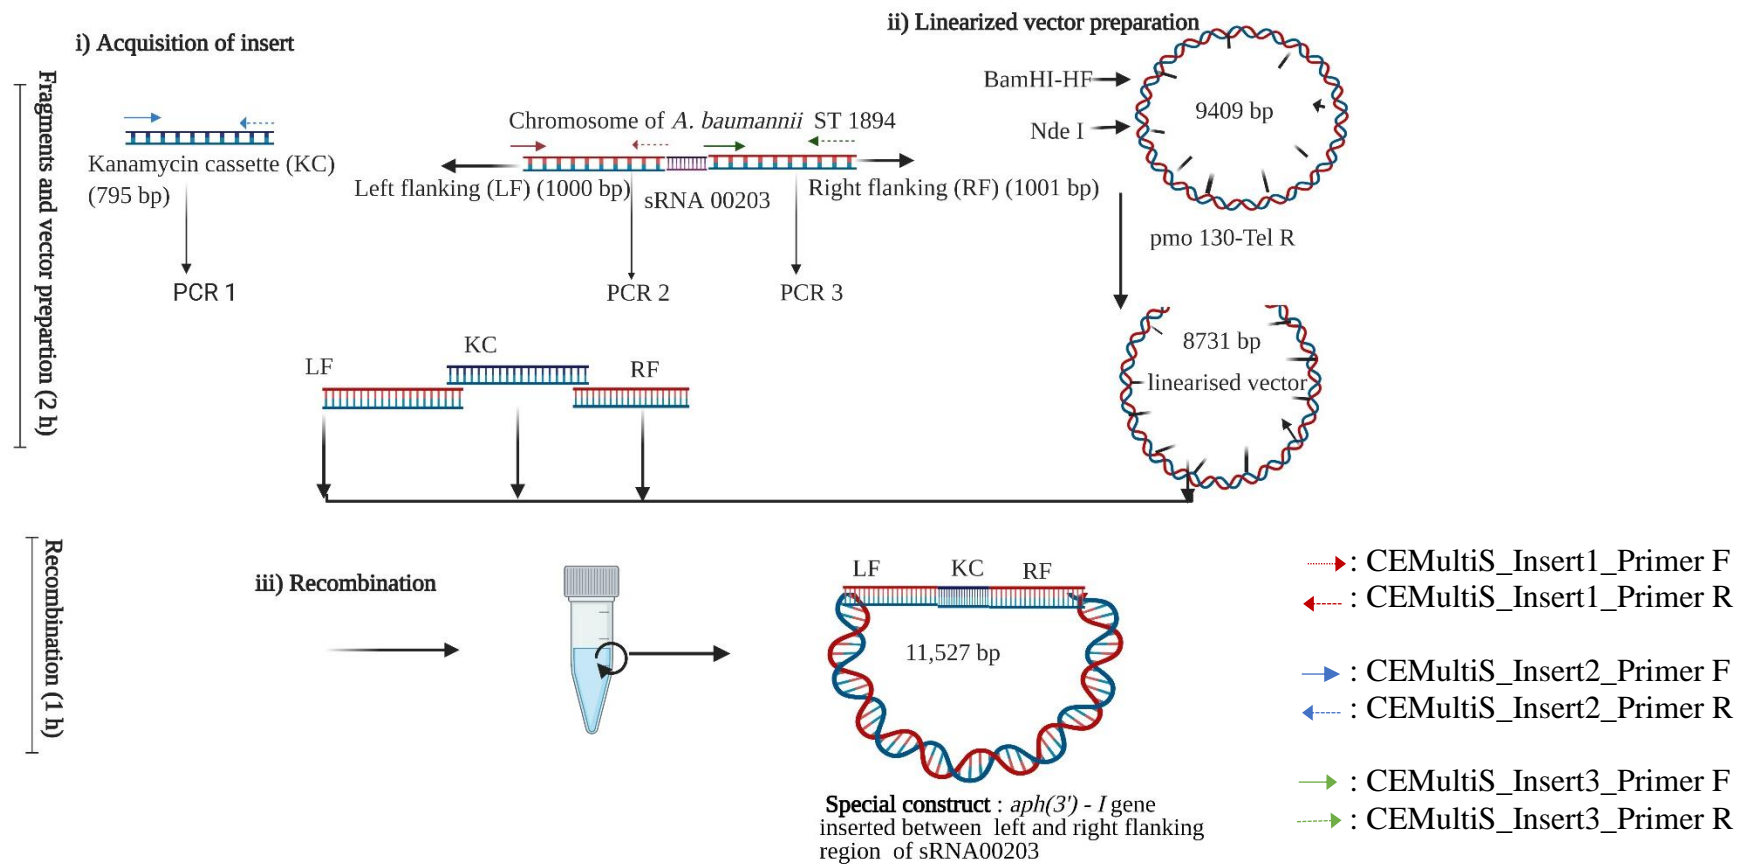 i) Acquisition of insert
ii) Linearized vector preparation
Fragments and vector prepartion (2 h)
BamHI-HF
9409 bp
Nde I
Chromosome of A. baumannii ST 1894
Kanamycin cassette (KC)
(795 bp)
Left flanking (LF) (1000 bp)
sRNA 00203
Right flanking (RF) (1001 bp)
pmo 130-Tel R
PCR 1
PCR 2
PCR 3
LF
KC
RF
8731 bp
linearised vector
Recombination (1 h)
iii) Recombination
LF
KC
RF
11,527 bp
Special construct : aph(3') - I gene
inserted between left and right flanking
region of sRNA00203
: CEMultiS_Insert1_Primer F
: CEMultiS_Insert1_Primer R
: CEMultiS_Insert2_Primer F
: CEMultiS_Insert2_Primer R
: CEMultiS_Insert3_Primer F
: CEMultiS_Insert3_Primer R